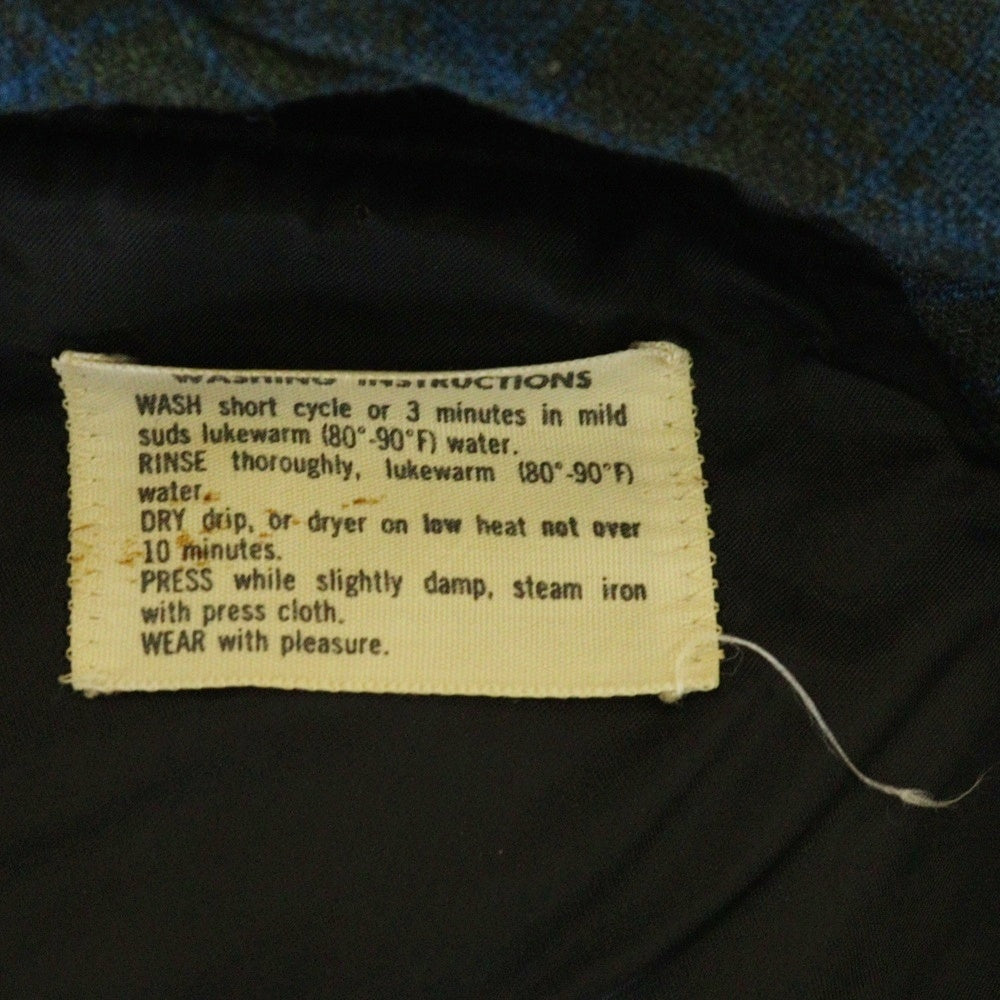 WASHING INSTRUCTIONS
WASH short cycle or 3 minutes in mild
suds lukewarm (80°-90°F) water.
RINSE thoroughly, lukewarm (80°-90°F)
water.
DRY drip, or dryer on low heat not over
10 minutes.
PRESS while slightly damp, steam iron
with press cloth.
WEAR with pleasure.